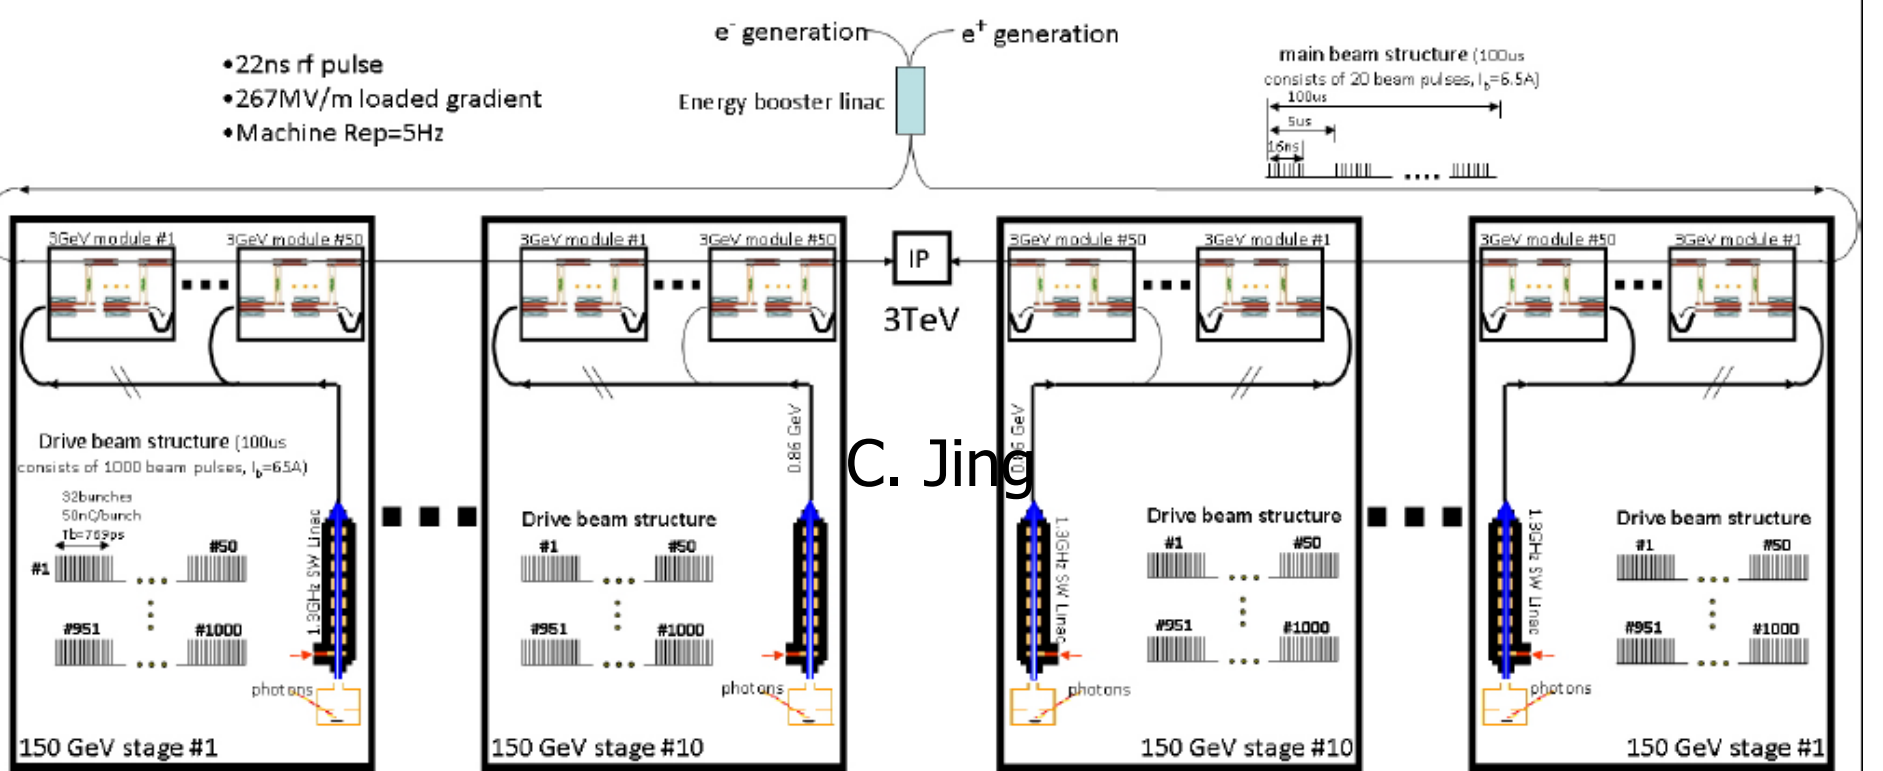 e⁻ generation
e⁺ generation
•22ns rf pulse
•267MV/m loaded gradient
•Machine Rep=5Hz
Energy booster linac
main beam structure (100us
consists of 20 beam pulses, Ib=6.5A)
100us
5us
16ns
3GeV module #1
3GeV module #50
3GeV module #1
3GeV module #50
IP
3TeV
3GeV module #50
3GeV module #1
3GeV module #50
3GeV module #1
Drive beam structure (100us
consists of 1000 beam pulses, Ib=65A)
32bunches
50nC/bunch
Tb=769ps
#1
#50
#951
#1000
1.3GHz SW Linac
photons
150 GeV stage #1
0.86 GeV
Drive beam structure
#1
#50
#951
#1000
photons
150 GeV stage #10
C. Jing
0.86 GeV
1.3GHz SW Linac
Drive beam structure
#1
#50
#951
#1000
photons
150 GeV stage #10
1.3GHz SW Linac
Drive beam structure
#1
#50
#951
#1000
photons
150 GeV stage #1